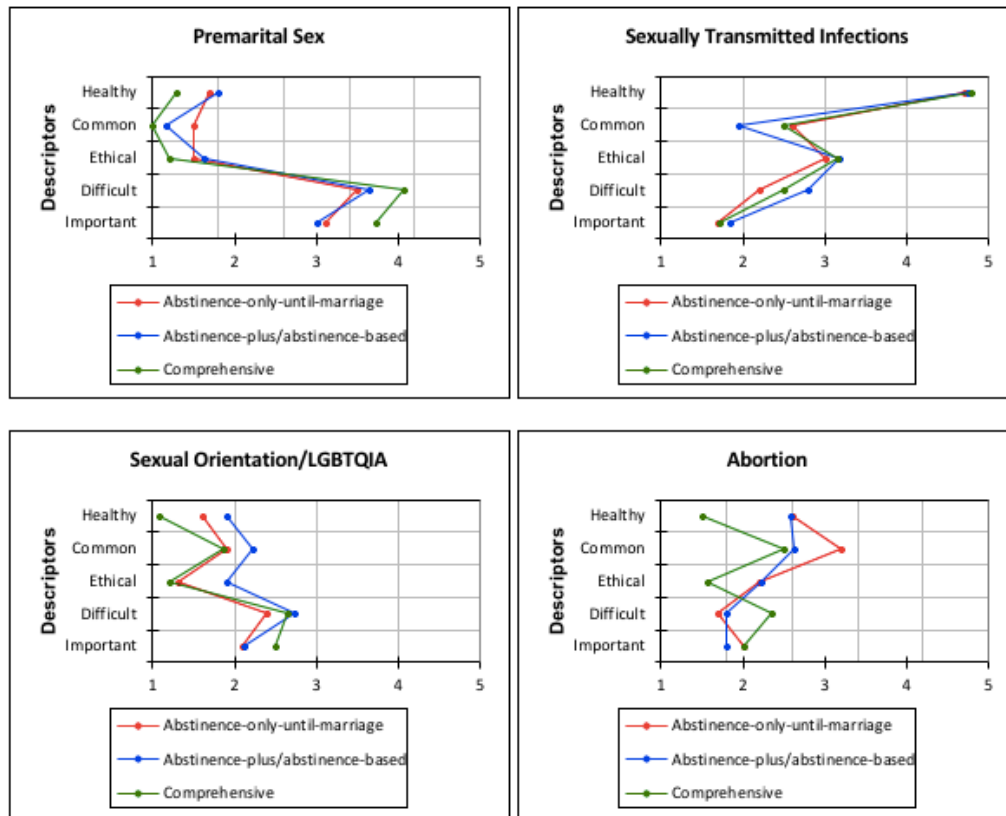 Premarital Sex
Descriptors
Healthy
Common
Ethical
Difficult
Important
1 2 3 4 5
Abstinence-only-until-marriage
Abstinence-plus/abstinence-based
Comprehensive
Sexually Transmitted Infections
Descriptors
Healthy
Common
Ethical
Difficult
Important
1 2 3 4 5
Abstinence-only-until-marriage
Abstinence-plus/abstinence-based
Comprehensive
Sexual Orientation/LGBTQIA
Descriptors
Healthy
Common
Ethical
Difficult
Important
1 2 3 4 5
Abstinence-only-until-marriage
Abstinence-plus/abstinence-based
Comprehensive
Abortion
Descriptors
Healthy
Common
Ethical
Difficult
Important
1 2 3 4 5
Abstinence-only-until-marriage
Abstinence-plus/abstinence-based
Comprehensive